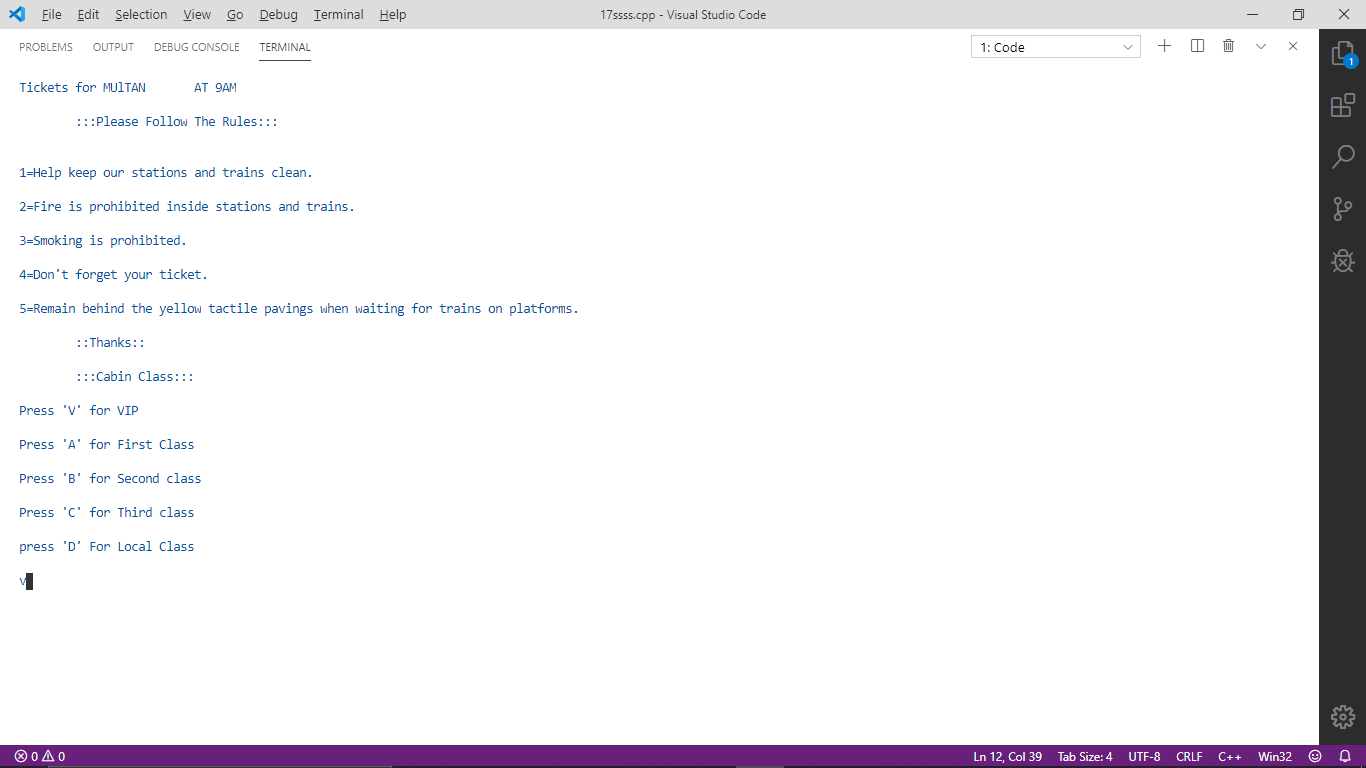 File Edit Selection View Go Debug Terminal Help 17ssss.cpp - Visual Studio Code
PROBLEMS OUTPUT DEBUG CONSOLE TERMINAL 1: Code
1
Tickets for MUlTAN AT 9AM
:::Please Follow The Rules:::
1=Help keep our stations and trains clean.
2=Fire is prohibited inside stations and trains.
3=Smoking is prohibited.
4=Don't forget your ticket.
5=Remain behind the yellow tactile pavings when waiting for trains on platforms.
::Thanks::
:::Cabin Class:::
Press 'V' for VIP
Press 'A' for First Class
Press 'B' for Second class
Press 'C' for Third class
press 'D' For Local Class
V
0 0 Ln 12, Col 39 Tab Size: 4 UTF-8 CRLF C++ Win32